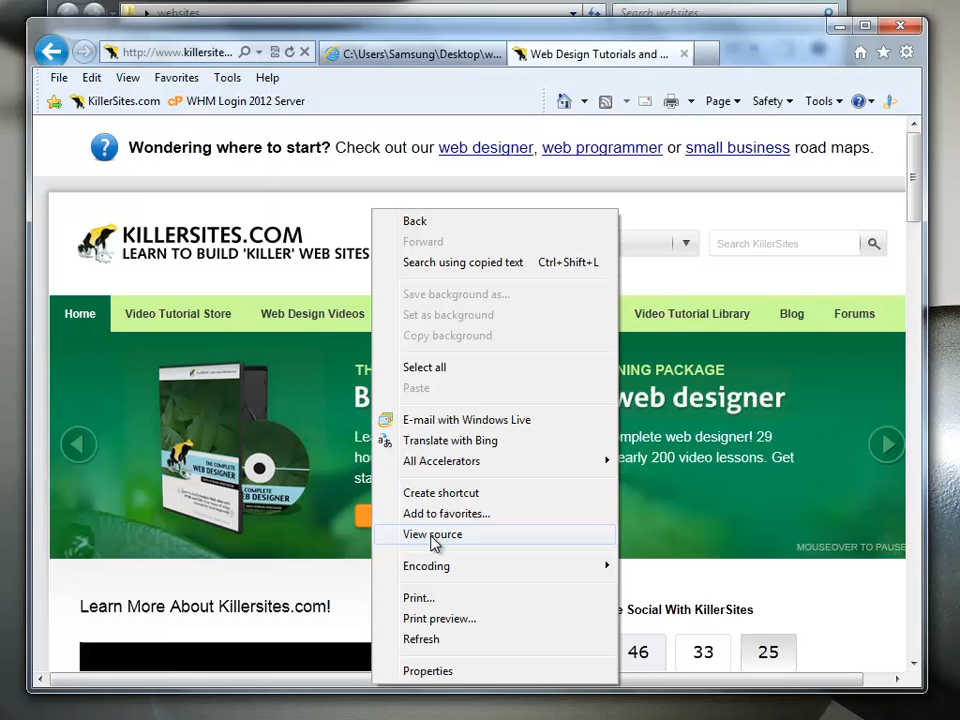 websites
Search websites
http://www.killersite...
C:\Users\Samsung\Desktop\w...
Web Design Tutorials and ...
File Edit View Favorites Tools Help
KillerSites.com WHM Login 2012 Server
Page Safety Tools
Wondering where to start? Check out our web designer, web programmer or small business road maps.
KILLERSITES.COM
LEARN TO BUILD 'KILLER' WEB SITES
Search KillerSites
Home Video Tutorial Store Web Design Videos Video Tutorial Library Blog Forums
TH NING PACKAGE
B web designer
Lea mplete web designer! 29
ho early 200 video lessons. Get
sta
THE COMPLETE
WEB DESIGNER
MOUSEOVER TO PAUSE
Back
Forward
Search using copied text Ctrl+Shift+L
Save background as...
Set as background
Copy background
Select all
Paste
E-mail with Windows Live
Translate with Bing
All Accelerators
Create shortcut
Add to favorites...
View source
Encoding
Print...
Print preview...
Refresh
Properties
Learn More About Killersites.com!
e Social With KillerSites
46 33 25